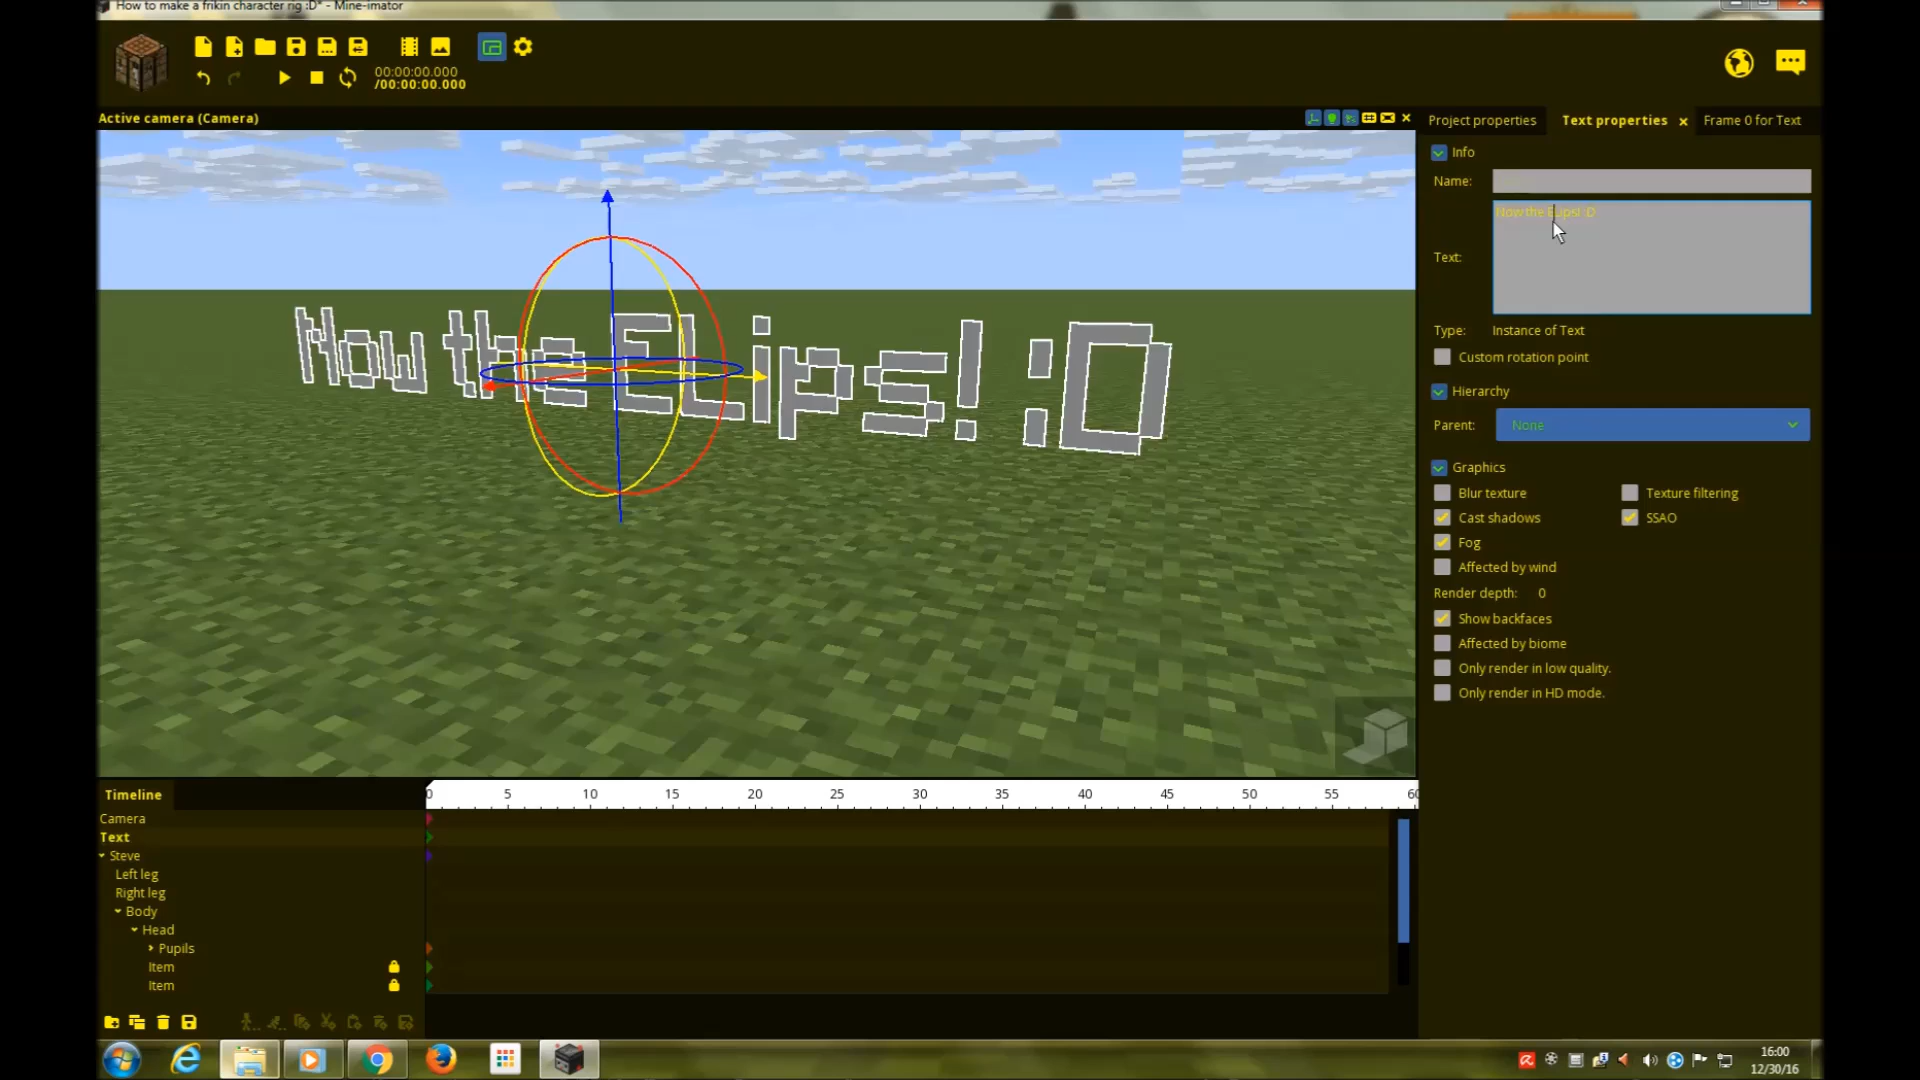 How to make a frikin character rig :D* - Mine-imator
00:00:00.000
/00:00:00.000
Active camera (Camera)
Project properties
Text properties
Frame 0 for Text
Info
Name:
Now the ELips! :D
Text:
Type: Instance of Text
Custom rotation point
Hierarchy
Parent: None
Graphics
Blur texture
Texture filtering
Cast shadows
SSAO
Fog
Affected by wind
Render depth: 0
Show backfaces
Affected by biome
Only render in low quality.
Only render in HD mode.
Now the ELips! :D
Timeline
0 5 10 15 20 25 30 35 40 45 50 55 60
Camera
Text
Steve
Left leg
Right leg
Body
Head
Pupils
Item
Item
16:00
12/30/16